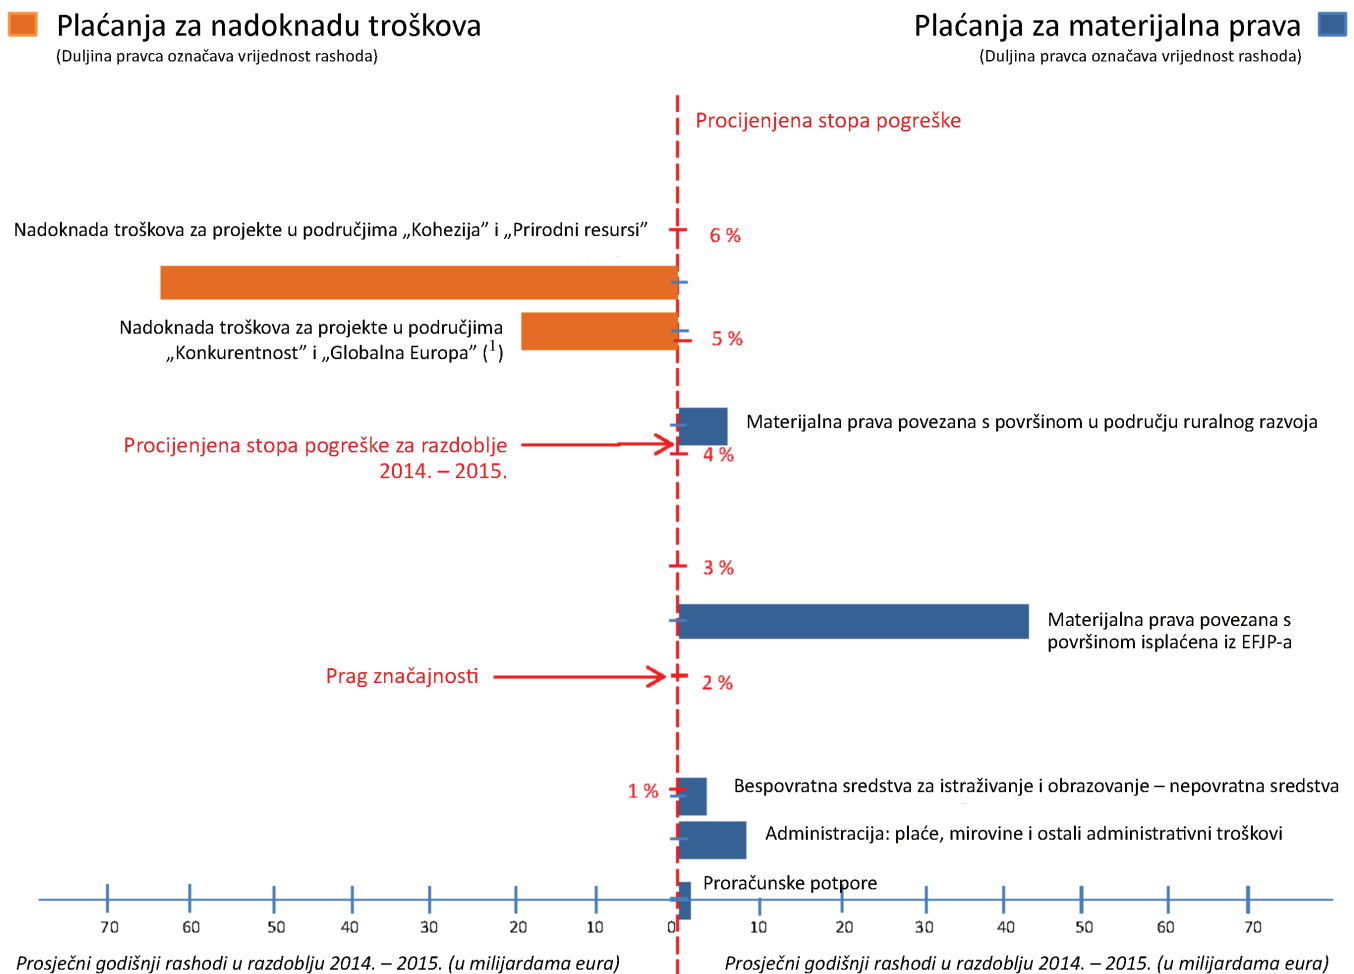 Plaćanja za nadoknadu troškova
(Duljina pravca označava vrijednost rashoda)
Plaćanja za materijalna prava
(Duljina pravca označava vrijednost rashoda)
Procijenjena stopa pogreške
Nadoknada troškova za projekte u područjima „Kohezija” i „Prirodni resursi”
6 %
Nadoknada troškova za projekte u područjima
„Konkurentnost” i „Globalna Europa” (1)
5 %
Materijalna prava povezana s površinom u području ruralnog razvoja
Procijenjena stopa pogreške za razdoblje
2014. – 2015.
4 %
3 %
Materijalna prava povezana s
površinom isplaćena iz EFJP-a
Prag značajnosti
2 %
1 %
Bespovratna sredstva za istraživanje i obrazovanje – nepovratna sredstva
Administracija: plaće, mirovine i ostali administrativni troškovi
Proračunske potpore
70 60 50 40 30 20 10 0 10 20 30 40 50 60 70
Prosječni godišnji rashodi u razdoblju 2014. – 2015. (u milijardama eura)
Prosječni godišnji rashodi u razdoblju 2014. – 2015. (u milijardama eura)